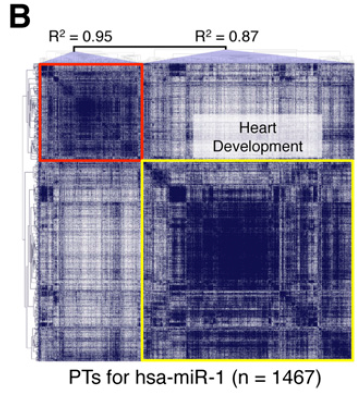 B
R² = 0.95 R² = 0.87
Heart
Development
PTs for hsa-miR-1 (n = 1467)